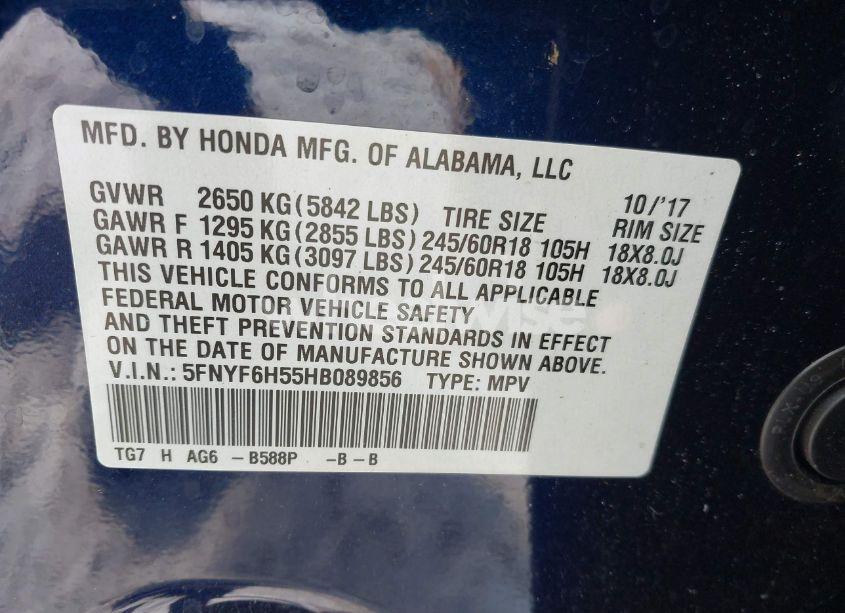 MFD. BY HONDA MFG. OF ALABAMA, LLC
GVWR 2650 KG (5842 LBS) TIRE SIZE 10/'17 RIM SIZE
GAWR F 1295 KG (2855 LBS) 245/60R18 105H 18X8.0J
GAWR R 1405 KG (3097 LBS) 245/60R18 105H 18X8.0J
THIS VEHICLE CONFORMS TO ALL APPLICABLE
FEDERAL MOTOR VEHICLE SAFETY
AND THEFT PREVENTION STANDARDS IN EFFECT
ON THE DATE OF MANUFACTURE SHOWN ABOVE.
V.I.N.: 5FNYF6H55HB089856 TYPE: MPV
TG7 H AG6 -B588P -B-B